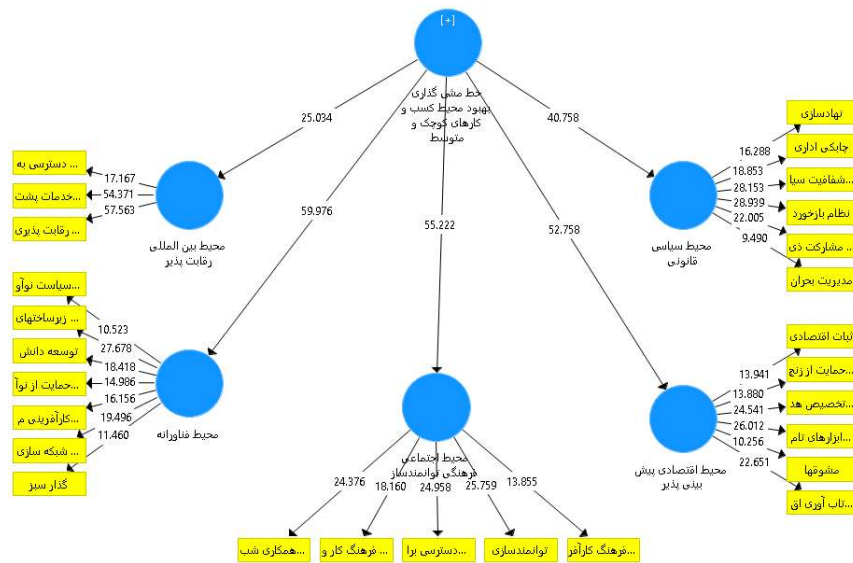 [+]
خط مشی گذاری
بهبود محیط کسب و
کارهای کوچک و
متوسط
25.034
59.976
55.222
52.758
40.758
محیط بین المللی
رقابت پذیر
17.167
54.371
57.563
دسترسی به ...
خدمات پشت...
رقابت پذیری ...
محیط سیاسی
قانونی
16.288
18.853
28.153
28.939
22.005
9.490
نهادسازی
چابکی اداری
شفافیت سیا...
نظام بازخورد
مشارکت ذی ..
مدیریت بحران
محیط فناورانه
10.523
27.678
18.418
14.986
16.156
19.496
11.460
سیاست نوآو...
زیرساختهای ...
توسعه دانش
حمایت از نوآ...
کارآفرینی م...
شبکه سازی ...
گذار سبز
محیط اجتماعی
فرهنگی توانمندساز
24.376
18.160
24.958
25.759
13.855
همکاری شب...
فرهنگ کار و ...
دسترسی برا...
توانمندسازی
فرهنگ کارآفر...
محیط اقتصادی پیش
بینی پذیر
13.941
13.880
24.541
26.012
10.256
22.651
ثبات اقتصادی
حمایت از زنج...
تخصیص هد...
ابزارهای تام...
مشوقها
تاب آوری اق...